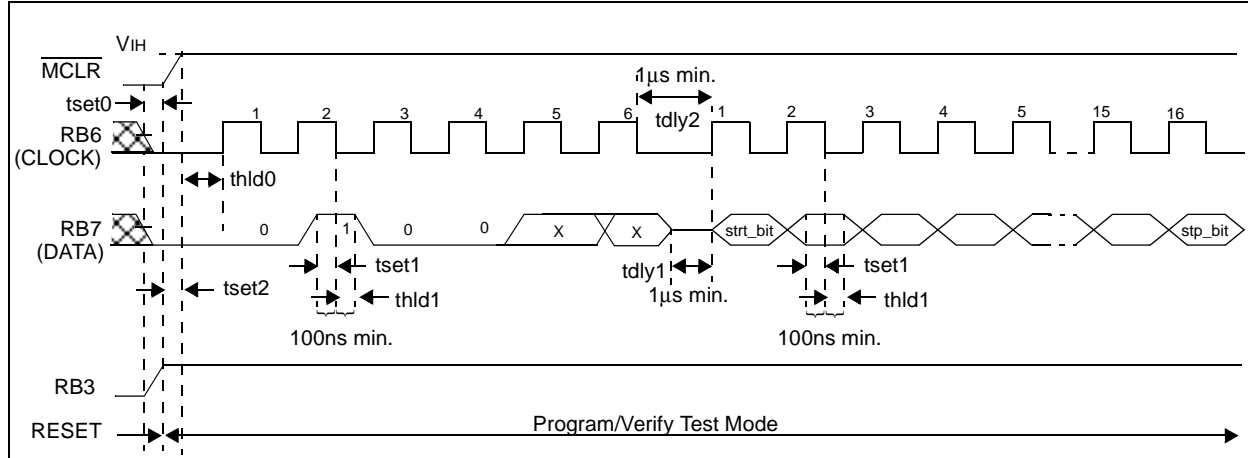 VIH
MCLR
1µs min.
tset0
tdly2
1 2 3 4 5 6 1 2 3 4 5 15 16
RB6
(CLOCK)
thld0
RB7
(DATA)
0 1 0 0 X X strt_bit stp_bit
tset1 tdly1 tset1
tset2
thld1 1µs min. thld1
100ns min. 100ns min.
RB3
RESET
Program/Verify Test Mode